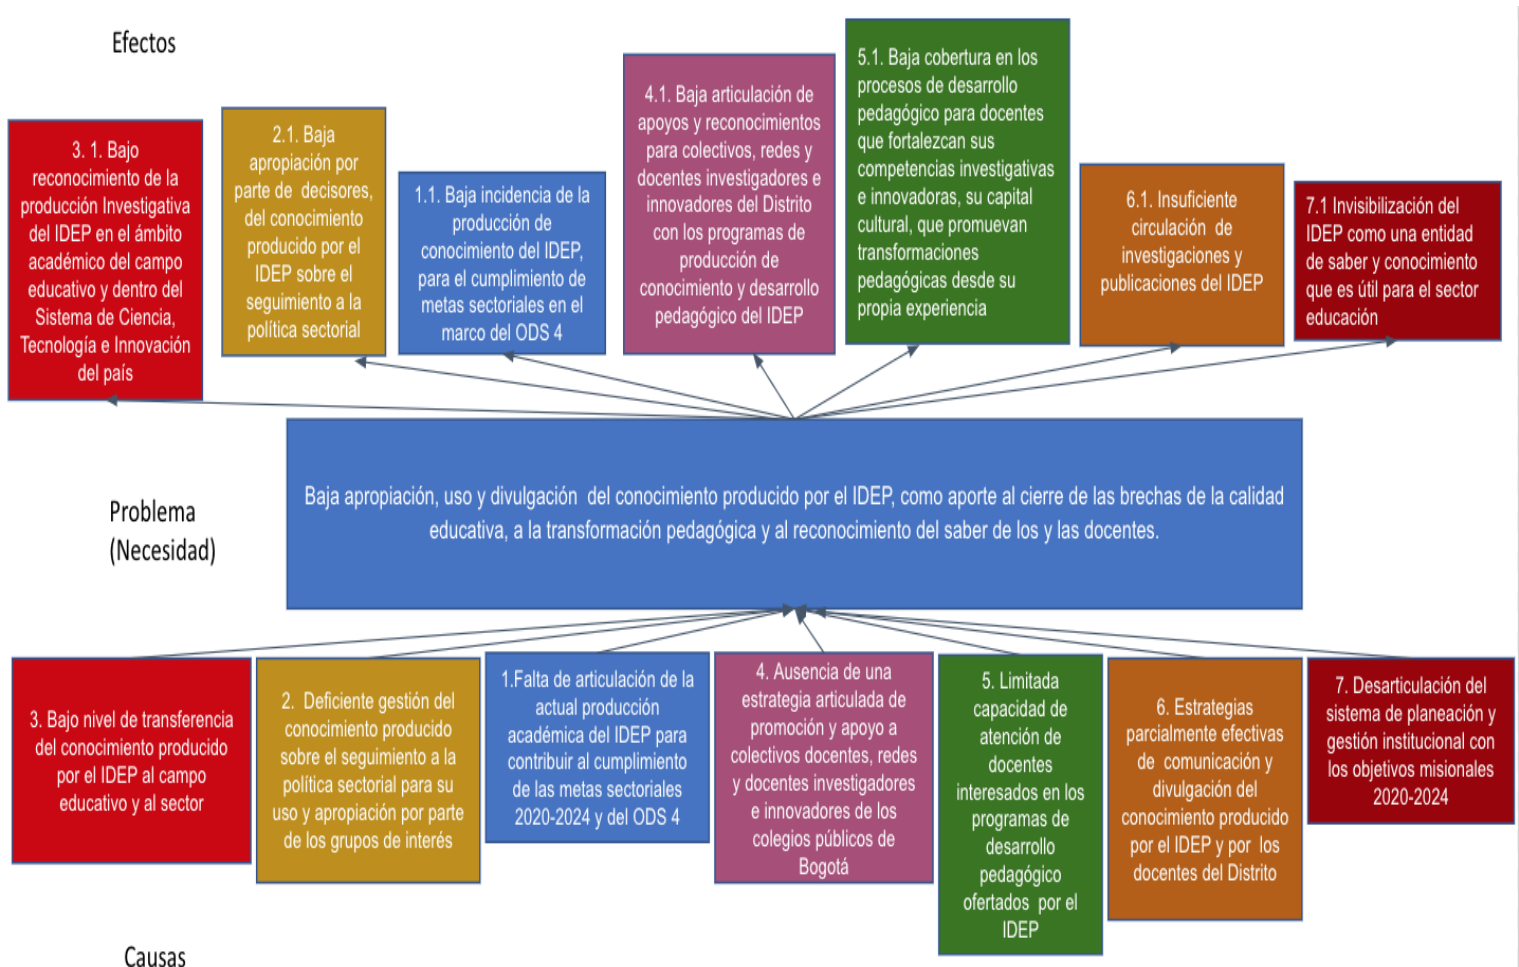 Efectos
3. 1. Bajo
reconocimiento de la
producción Investigativa
del IDEP en el ámbito
académico del campo
educativo y dentro del
Sistema de Ciencia,
Tecnología e Innovación
del país
2.1. Baja
apropiación por
parte de decisores,
del conocimiento
producido por el
IDEP sobre el
seguimiento a la
política sectorial
1.1. Baja incidencia de la
producción de
conocimiento del IDEP,
para el cumplimiento de
metas sectoriales en el
marco del ODS 4
4.1. Baja articulación de
apoyos y reconocimientos
para colectivos, redes y
docentes investigadores e
innovadores del Distrito
con los programas de
producción de
conocimiento y desarrollo
pedagógico del IDEP
5.1. Baja cobertura en los
procesos de desarrollo
pedagógico para docentes
que fortalezcan sus
competencias investigativas
e innovadoras, su capital
cultural, que promuevan
transformaciones
pedagógicas desde su
propia experiencia
6.1. Insuficiente
circulación de
investigaciones y
publicaciones del IDEP
7.1 Invisibilización del
IDEP como una entidad
de saber y conocimiento
que es útil para el sector
educación
Problema
(Necesidad)
Baja apropiación, uso y divulgación del conocimiento producido por el IDEP, como aporte al cierre de las brechas de la calidad
educativa, a la transformación pedagógica y al reconocimiento del saber de los y las docentes.
3. Bajo nivel de transferencia
del conocimiento producido
por el IDEP al campo
educativo y al sector
2. Deficiente gestión del
conocimiento producido
sobre el seguimiento a la
política sectorial para su
uso y apropiación por parte
de los grupos de interés
1.Falta de articulación de la
actual producción
académica del IDEP para
contribuir al cumplimiento
de las metas sectoriales
2020-2024 y del ODS 4
4. Ausencia de una
estrategia articulada de
promoción y apoyo a
colectivos docentes, redes
y docentes investigadores
e innovadores de los
colegios públicos de
Bogotá
5. Limitada
capacidad de
atención de
docentes
interesados en los
programas de
desarrollo
pedagógico
ofertados por el
IDEP
6. Estrategias
parcialmente efectivas
de comunicación y
divulgación del
conocimiento producido
por el IDEP y por los
docentes del Distrito
7. Desarticulación del
sistema de planeación y
gestión institucional con
los objetivos misionales
2020-2024
Causas